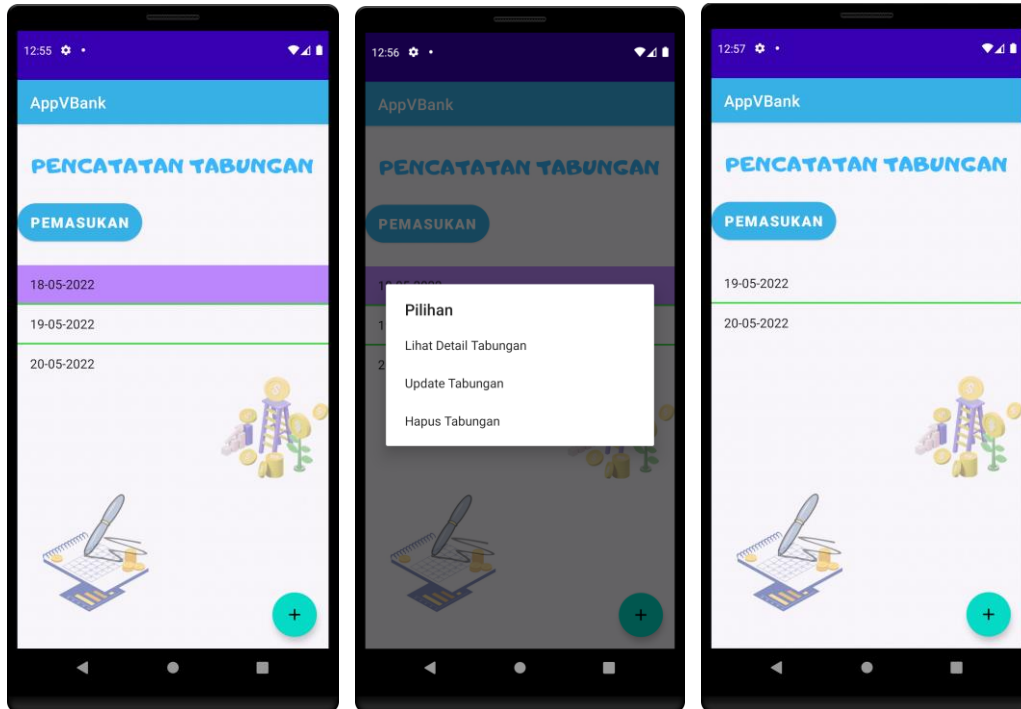 12:55
AppVBank
PENCATATAN TABUNGAN
PEMASUKAN
18-05-2022
19-05-2022
20-05-2022
+
12:56
AppVBank
PENCATATAN TABUNGAN
PEMASUKAN
Pilihan
Lihat Detail Tabungan
Update Tabungan
Hapus Tabungan
+
12:57
AppVBank
PENCATATAN TABUNGAN
PEMASUKAN
19-05-2022
20-05-2022
+